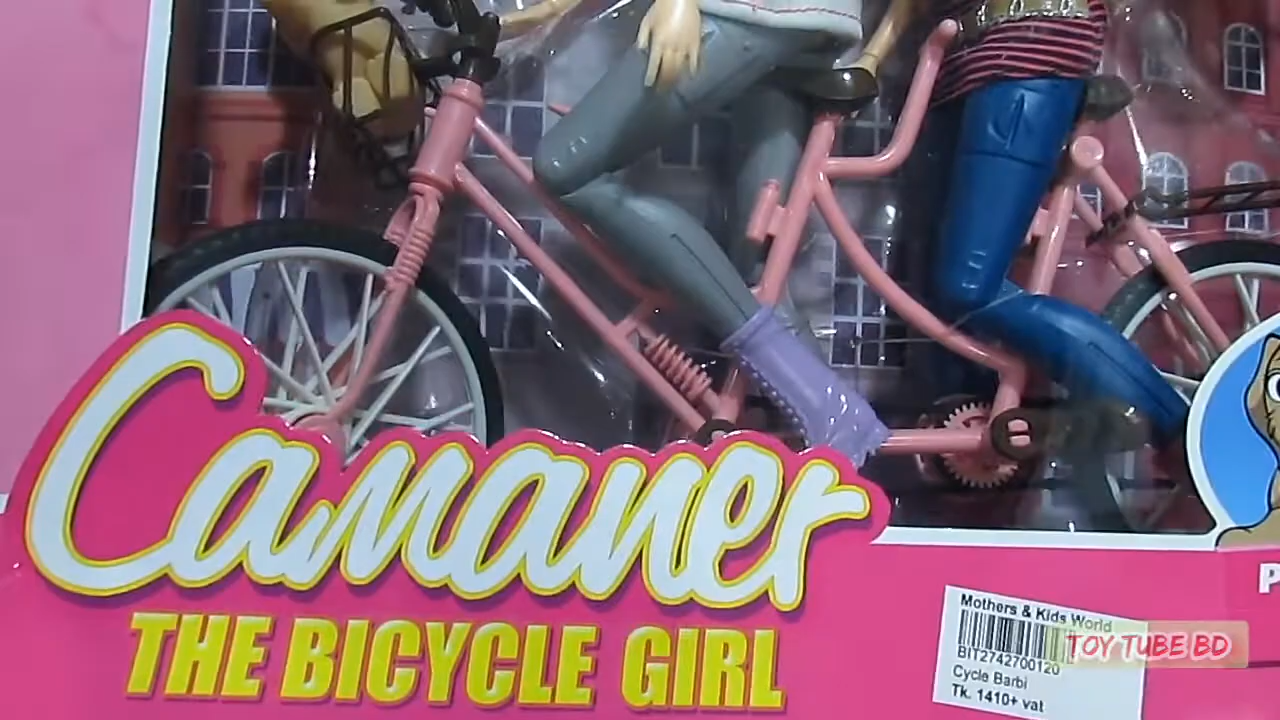 Camaner
THE BICYCLE GIRL
P
Mothers & Kids World
BIT2742700120
Cycle Barbi
Tk. 1410+ vat
TOY TUBE BD